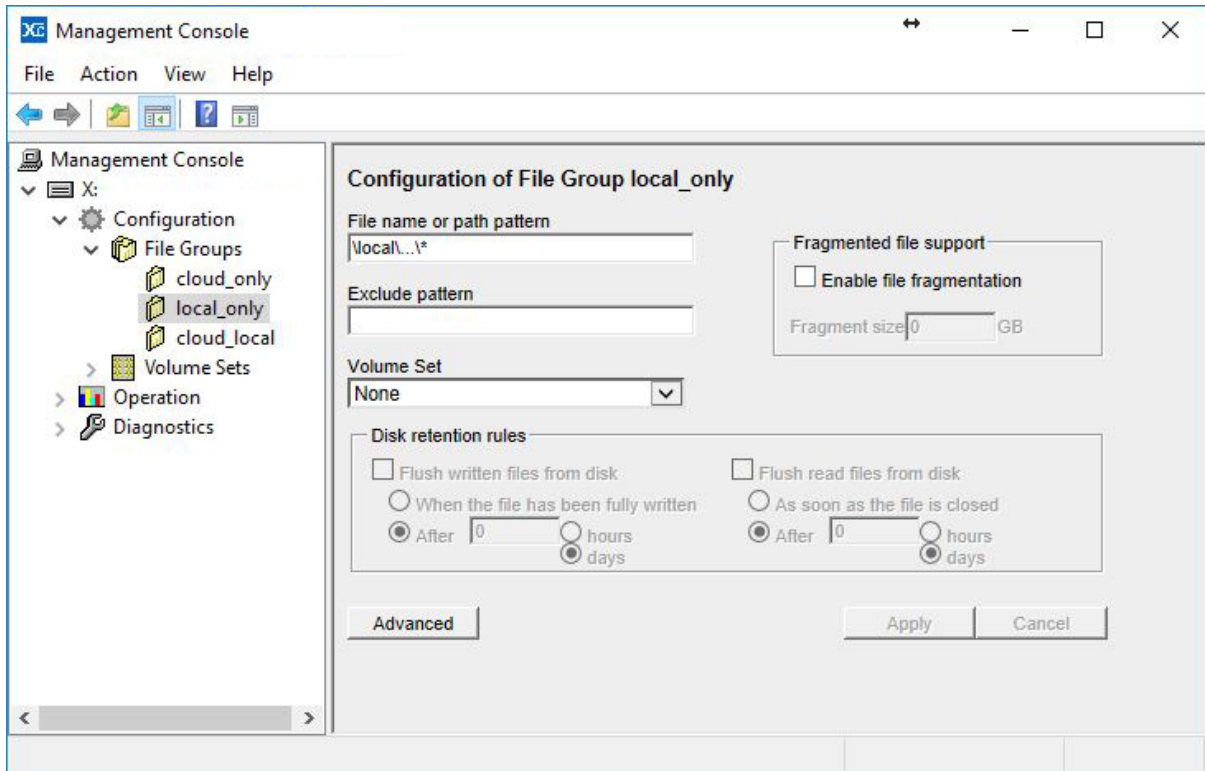 XC Management Console
File Action View Help
Management Console
X:
Configuration
File Groups
cloud_only
local_only
cloud_local
Volume Sets
Operation
Diagnostics
Configuration of File Group local_only
File name or path pattern
\local\...\*
Exclude pattern
Volume Set
None
Fragmented file support
Enable file fragmentation
Fragment size 0 GB
Disk retention rules
Flush written files from disk
When the file has been fully written
After 0 hours
days
Flush read files from disk
As soon as the file is closed
After 0 hours
days
Advanced
Apply
Cancel